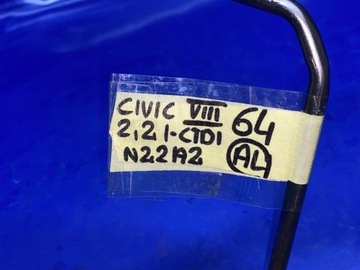 CIVIC VIII 64
2,2 I-CTDI
N22A2 AL